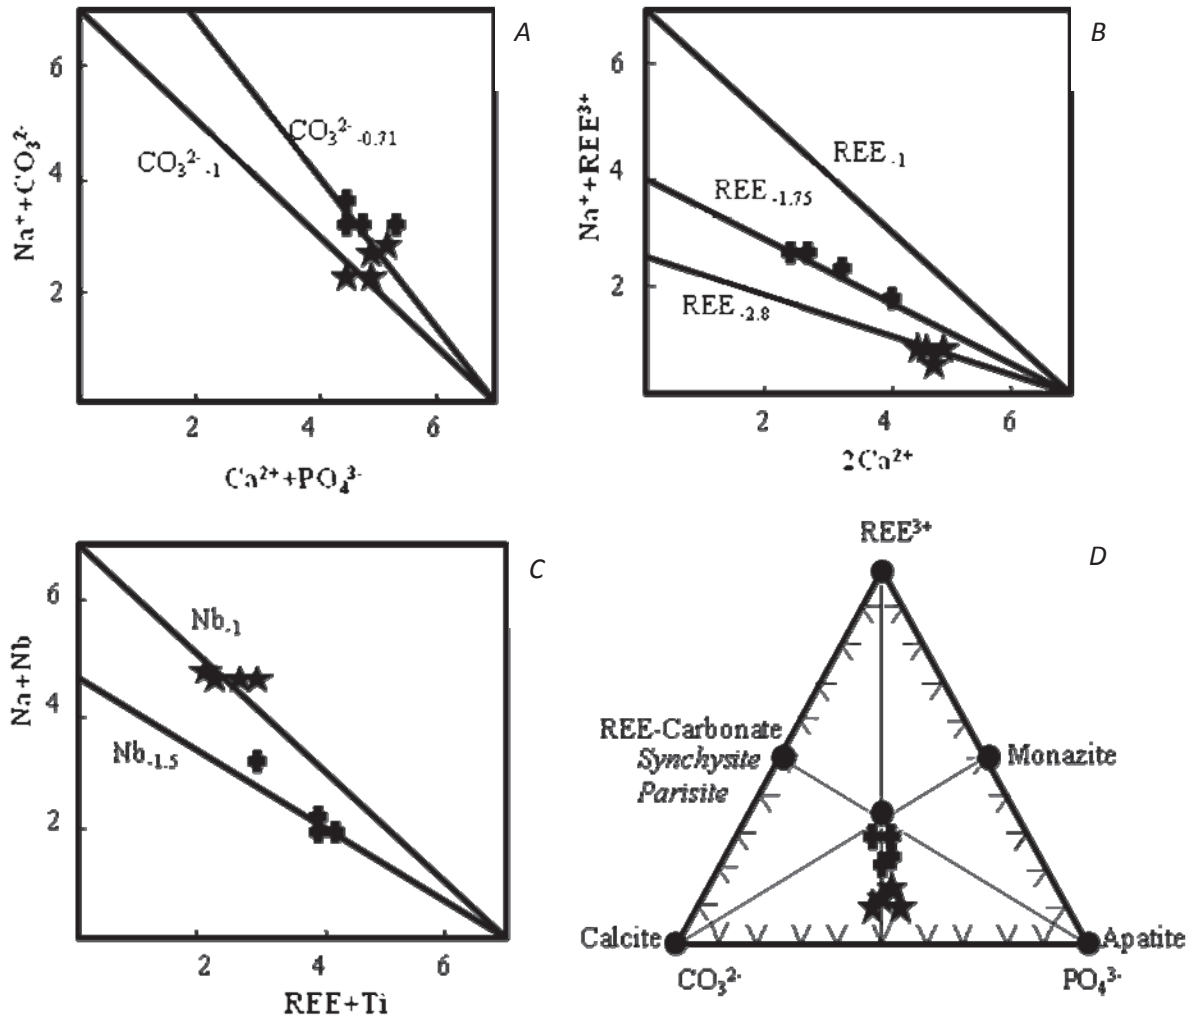 A
6
4
2
Na⁺+CO₃²⁻
CO₃²⁻₋₀.₇₁
CO₃²⁻₋₁
2
4
6
Ca²⁺+PO₄³⁻
B
6
4
2
Na⁺+REE³⁺
REE₋₁
REE₋₁.₇₅
REE₋₂.₈
2
4
6
2Ca²⁺
C
6
4
2
Na+Nb
Nb₋₁
Nb₋₁.₅
2
4
6
REE+Ti
D
REE³⁺
REE-Carbonate
Synchysite
Parisite
Monazite
Calcite
Apatite
CO₃²⁻
PO₄³⁻